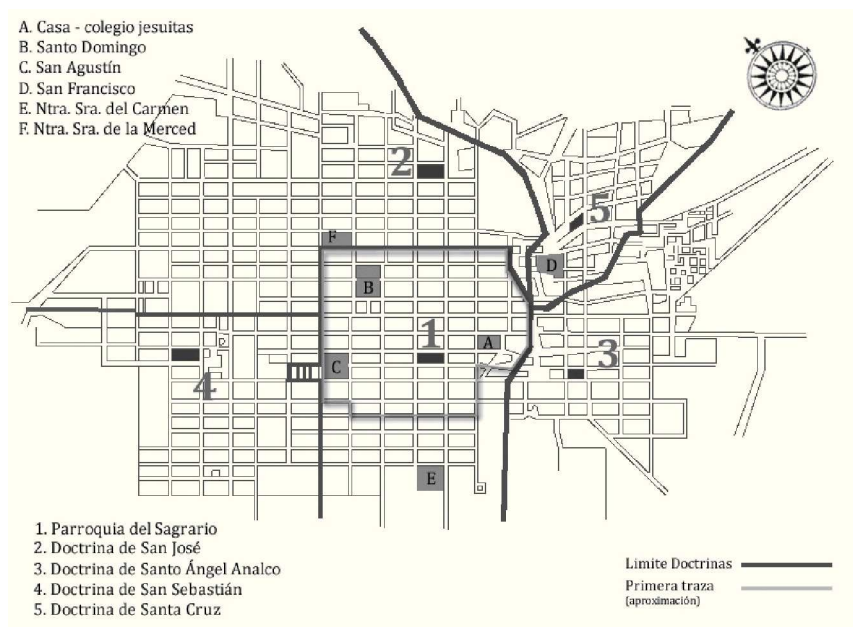 A. Casa - colegio jesuitas
B. Santo Domingo
C. San Agustín
D. San Francisco
E. Ntra. Sra. del Carmen
F. Ntra. Sra. de la Merced
2
5
F
D
B
1
A
3
C
4
E
1. Parroquia del Sagrario
2. Doctrina de San José
3. Doctrina de Santo Ángel Analco
4. Doctrina de San Sebastián
5. Doctrina de Santa Cruz
Limite Doctrinas
Primera traza
(aproximación)